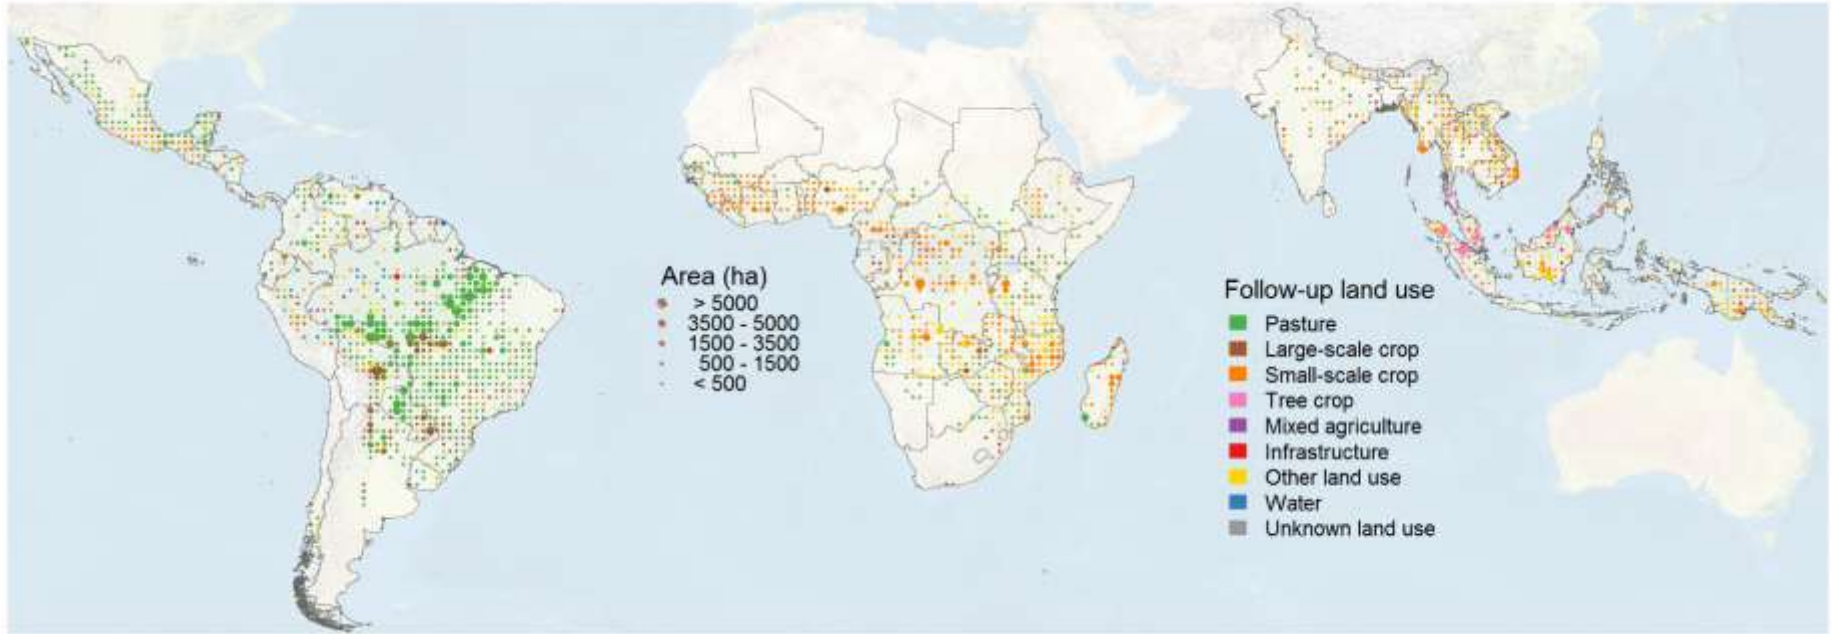 Area (ha)
> 5000
3500 - 5000
1500 - 3500
500 - 1500
< 500
Follow-up land use
Pasture
Large-scale crop
Small-scale crop
Tree crop
Mixed agriculture
Infrastructure
Other land use
Water
Unknown land use